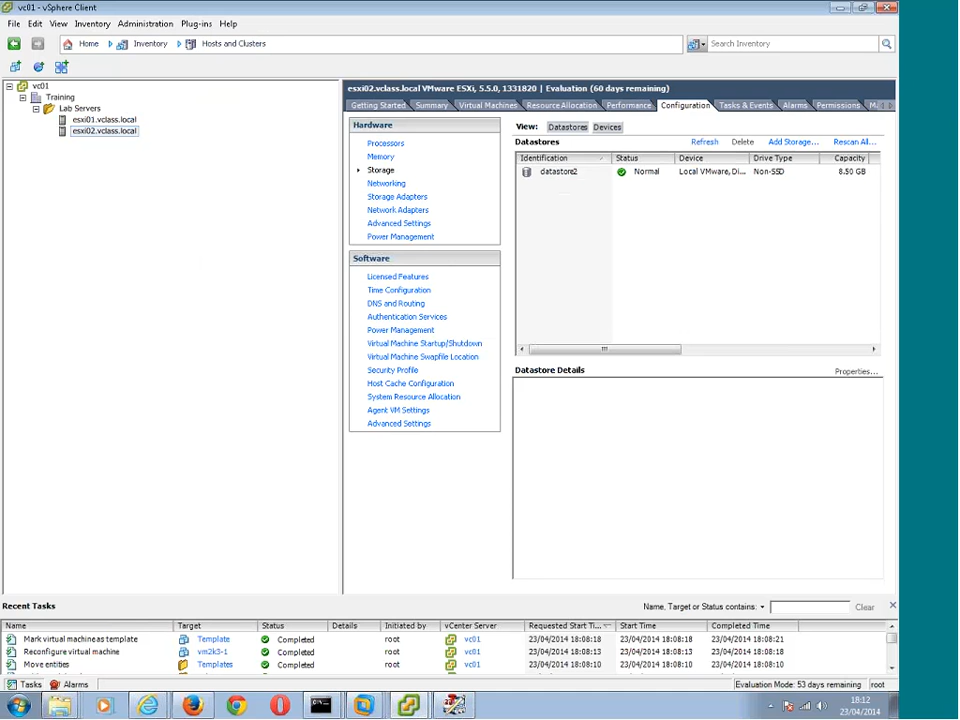 vc01 - vSphere Client
File Edit View Inventory Administration Plug-ins Help
Home Inventory Hosts and Clusters Search Inventory
vc01
Training
Lab Servers
esxi01.vclass.local
esxi02.vclass.local
esxi02.vclass.local VMware ESXi, 5.5.0, 1331820 | Evaluation (60 days remaining)
Getting Started Summary Virtual Machines Resource Allocation Performance Configuration Tasks & Events Alarms Permissions M
Hardware
Processors
Memory
Storage
Networking
Storage Adapters
Network Adapters
Advanced Settings
Power Management
Software
Licensed Features
Time Configuration
DNS and Routing
Authentication Services
Power Management
Virtual Machine Startup/Shutdown
Virtual Machine Swapfile Location
Security Profile
Host Cache Configuration
System Resource Allocation
Agent VM Settings
Advanced Settings
View: Datastores Devices
Datastores Refresh Delete Add Storage... Rescan All...
Identification Status Device Drive Type Capacity
datastore2 Normal Local VMware, Di... Non-SSD 8.50 GB
Datastore Details Properties...
Recent Tasks Name, Target or Status contains: Clear
Name Target Status Details Initiated by vCenter Server Requested Start Ti... Start Time Completed Time
Mark virtual machine as template Template Completed root vc01 23/04/2014 18:08:18 23/04/2014 18:08:18 23/04/2014 18:08:21
Reconfigure virtual machine vm2k3-1 Completed root vc01 23/04/2014 18:08:13 23/04/2014 18:08:13 23/04/2014 18:08:13
Move entities Templates Completed root vc01 23/04/2014 18:08:10 23/04/2014 18:08:10 23/04/2014 18:08:10
Tasks Alarms Evaluation Mode: 53 days remaining root
18:12
23/04/2014